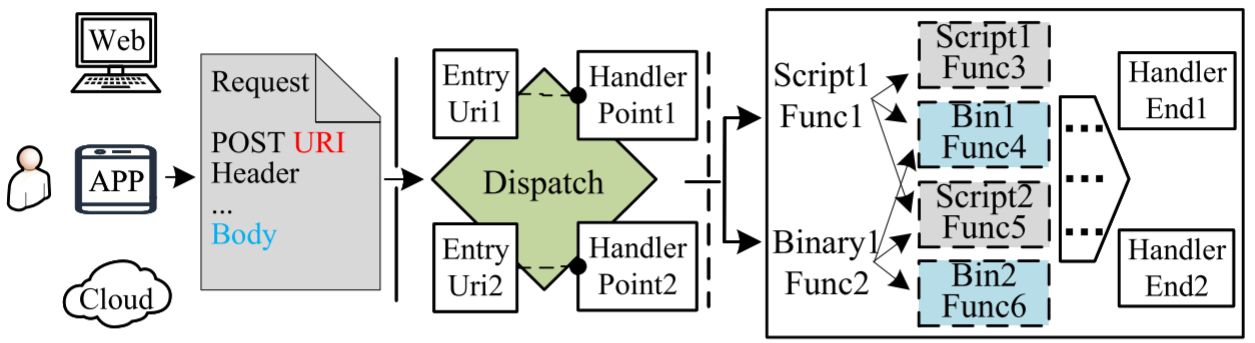 Web
APP
Cloud
Request
POST URI
Header
...
Body
Entry
Uri1
Handler
Point1
Dispatch
Entry
Uri2
Handler
Point2
Script1
Func1
Binary1
Func2
Script1
Func3
Bin1
Func4
Script2
Func5
Bin2
Func6
...
...
...
Handler
End1
Handler
End2